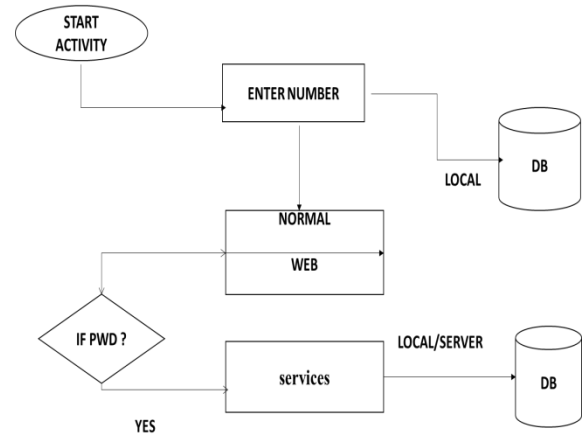 START
ACTIVITY
ENTER NUMBER
LOCAL
DB
NORMAL
WEB
IF PWD ?
YES
services
LOCAL/SERVER
DB